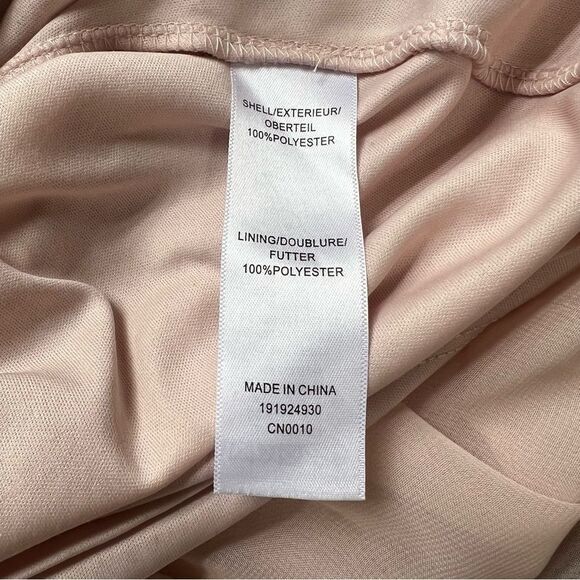 SHELL/EXTERIEUR/
OBERTEIL
100%POLYESTER
LINING/DOUBLURE/
FUTTER
100%POLYESTER
MADE IN CHINA
191924930
CN0010